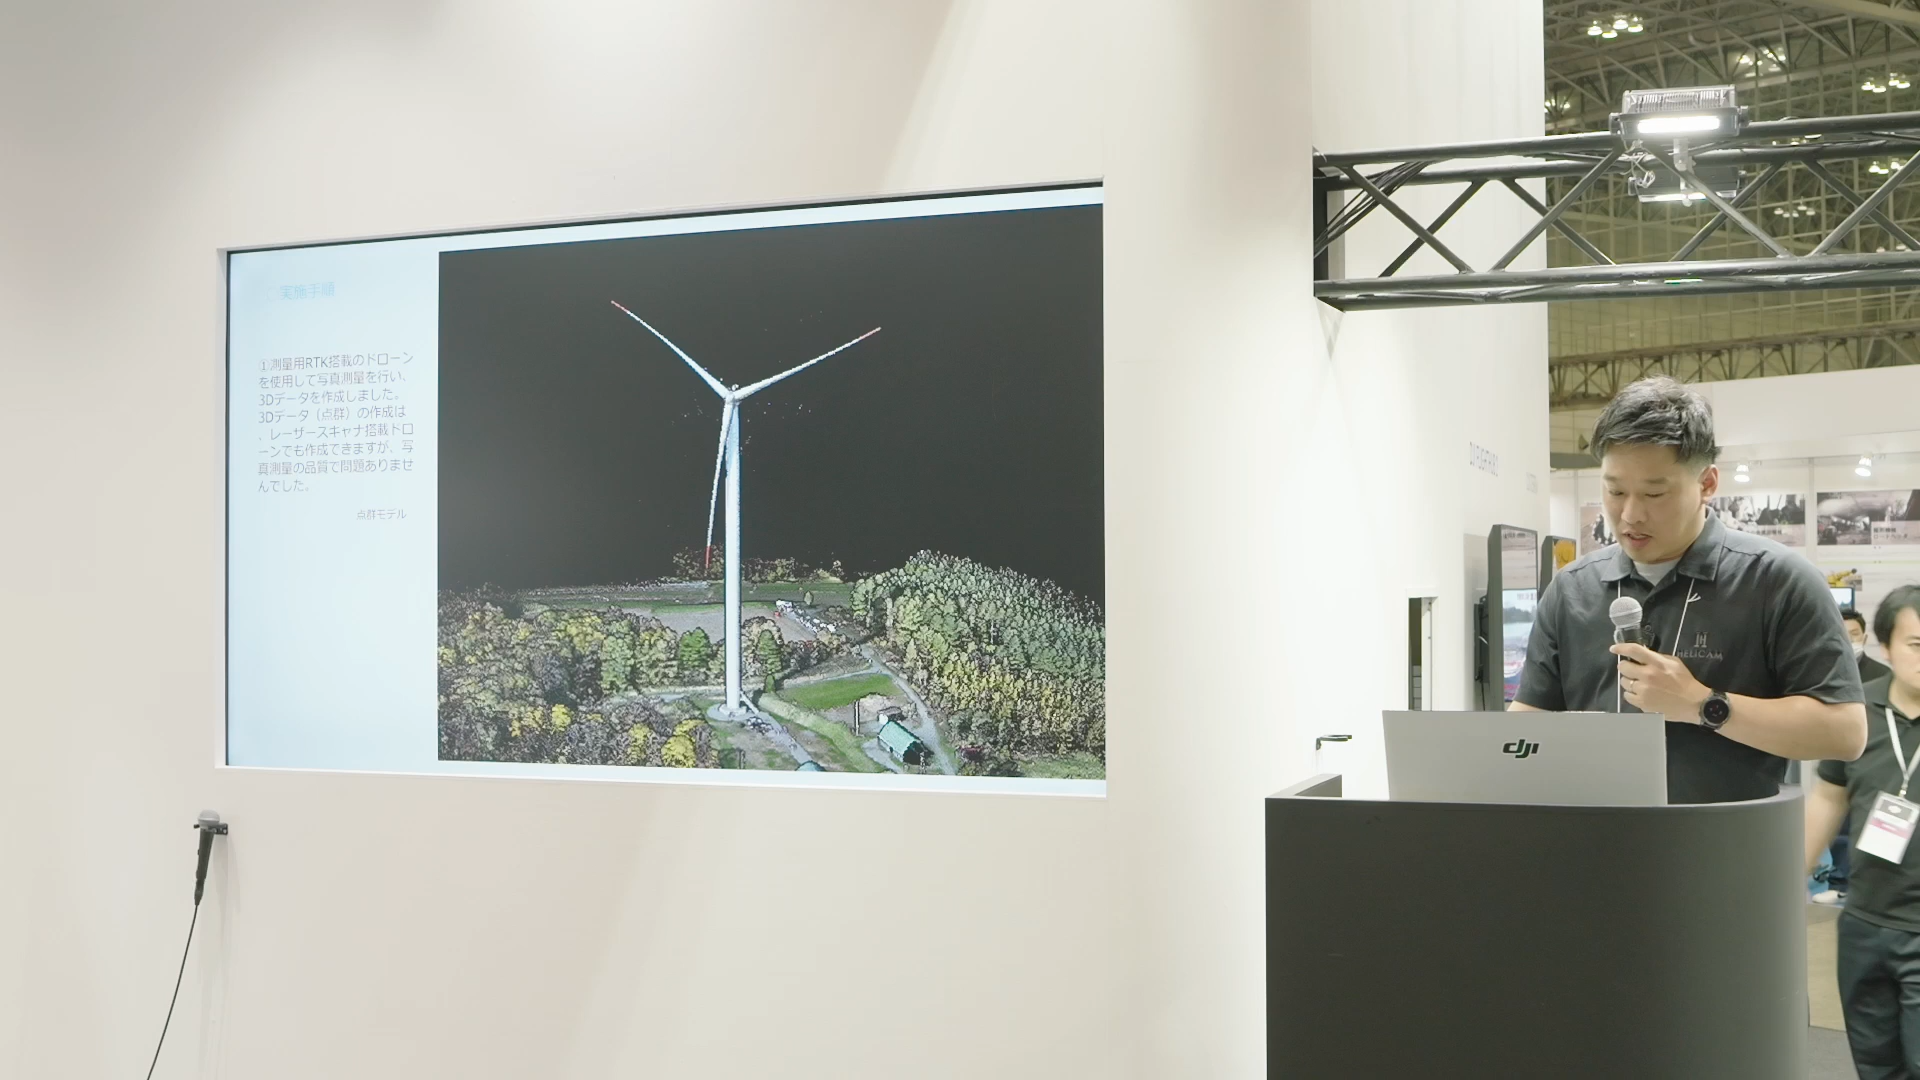 実施手順
①測量用RTK搭載のドローン
を使用して写真測量を行い、
3Dデータを作成しました。
3Dデータ（点群）の作成は
、レーザースキャナ搭載ドロ
ーンでも作成できますが、写
真測量の品質で問題ありませ
んでした。
点群モデル
HELICAM
dji